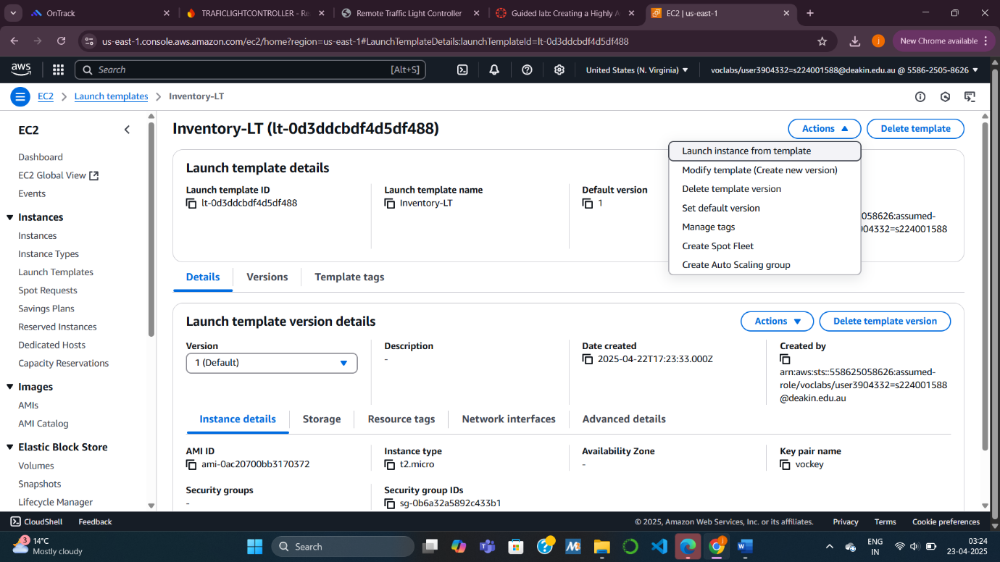 OnTrack
TRAFICLIGHTCONTROLLER - Re
Remote Traffic Light Controller
Guided lab: Creating a Highly A
EC2 | us-east-1
us-east-1.console.aws.amazon.com/ec2/home?region=us-east-1#LaunchTemplateDetails:launchTemplateId=lt-0d3ddcbdf4d5df488
j
New Chrome available
aws
Search
[Alt+S]
United States (N. Virginia)
voclabs/user3904332=s224001588@deakin.edu.au @ 5586-2505-8626
EC2
Launch templates
Inventory-LT
EC2
Dashboard
EC2 Global View
Events
Instances
Instances
Instance Types
Launch Templates
Spot Requests
Savings Plans
Reserved Instances
Dedicated Hosts
Capacity Reservations
Images
AMIs
AMI Catalog
Elastic Block Store
Volumes
Snapshots
Lifecycle Manager
Inventory-LT (lt-0d3ddcbdf4d5df488)
Actions
Delete template
Launch instance from template
Modify template (Create new version)
Delete template version
Set default version
Manage tags
Create Spot Fleet
Create Auto Scaling group
Launch template details
Launch template ID
lt-0d3ddcbdf4d5df488
Launch template name
Inventory-LT
Default version
1
5058626:assumed-
904332=s224001588
Details
Versions
Template tags
Launch template version details
Actions
Delete template version
Version
1 (Default)
Description
-
Date created
2025-04-22T17:23:33.000Z
Created by
arn:aws:sts::558625058626:assumed-
role/voclabs/user3904332=s224001588
@deakin.edu.au
Instance details
Storage
Resource tags
Network interfaces
Advanced details
AMI ID
ami-0ac20700bb3170372
Instance type
t2.micro
Availability Zone
-
Key pair name
vockey
Security groups
-
Security group IDs
sg-0b6a32a5892c433b1
CloudShell
Feedback
© 2025, Amazon Web Services, Inc. or its affiliates.
Privacy
Terms
Cookie preferences
3
14°C
Mostly cloudy
Search
ENG
IN
03:24
23-04-2025